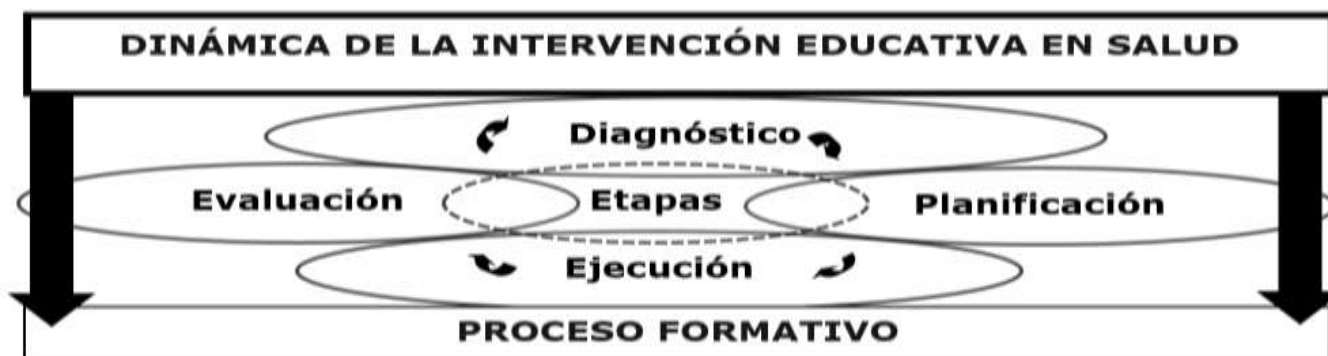 DINÁMICA DE LA INTERVENCIÓN EDUCATIVA EN SALUD
Diagnóstico
Evaluación
Etapas
Planificación
Ejecución
PROCESO FORMATIVO